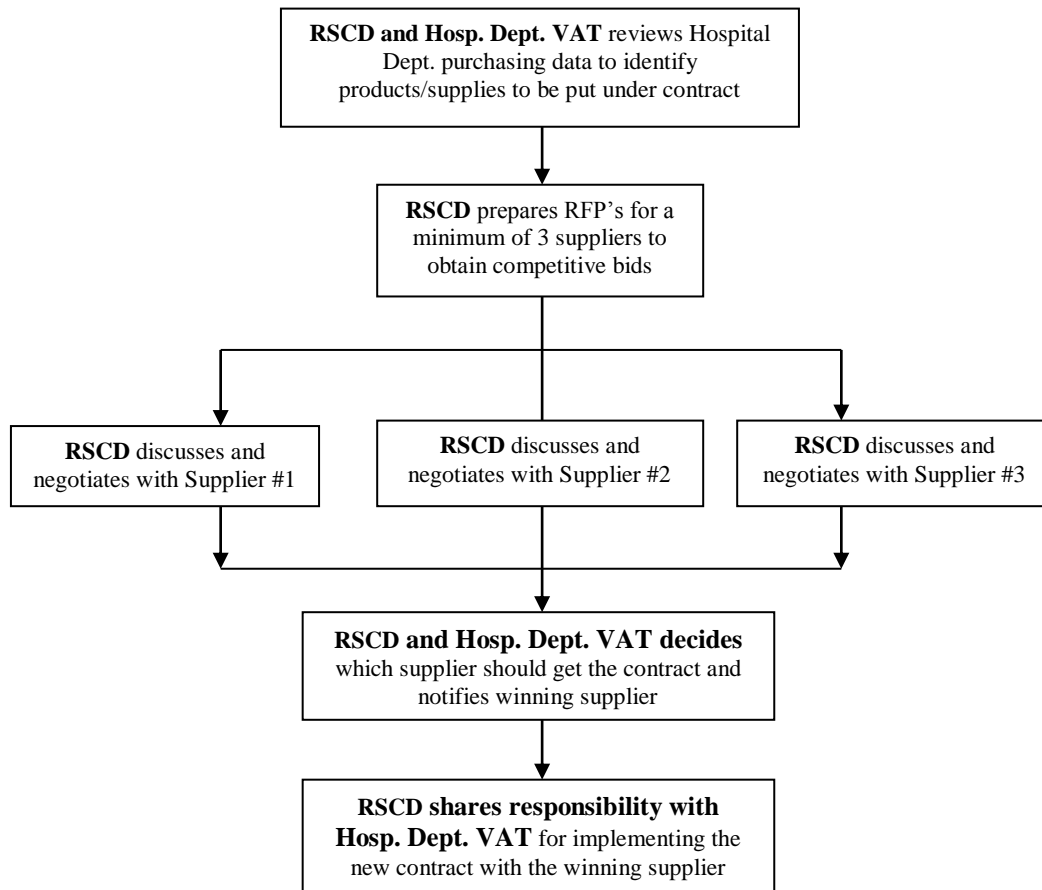 RSCD and Hosp. Dept. VAT reviews Hospital
Dept. purchasing data to identify
products/supplies to be put under contract
RSCD prepares RFP's for a
minimum of 3 suppliers to
obtain competitive bids
RSCD discusses and
negotiates with Supplier #1
RSCD discusses and
negotiates with Supplier #2
RSCD discusses and
negotiates with Supplier #3
RSCD and Hosp. Dept. VAT decides
which supplier should get the contract and
notifies winning supplier
RSCD shares responsibility with
Hosp. Dept. VAT for implementing the
new contract with the winning supplier